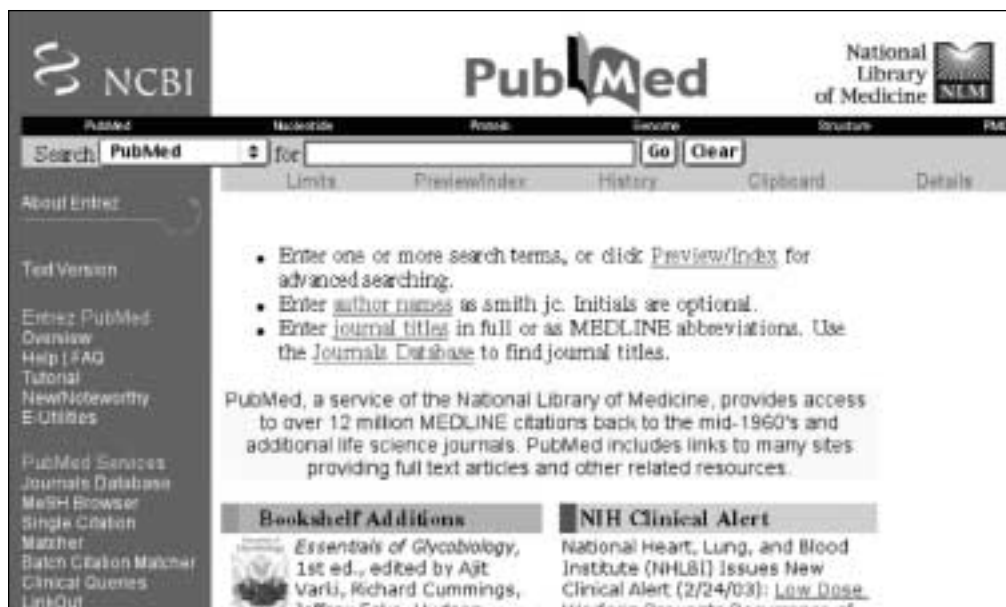 NCBI
PubMed
National
Library
of Medicine NLM
PubMed Nucleotide Protein Genome Structure
Search PubMed for Go Clear
Limits Preview/Index History Clipboard Details
About Entrez
Text Version
Entrez PubMed
Overview
Help | FAQ
Tutorial
New/Noteworthy
E-Utilities
PubMed Services
Journals Database
MeSH Browser
Single Citation
Matcher
Batch Citation Matcher
Clinical Queries
LinkOut
• Enter one or more search terms, or click Preview/Index for
advanced searching.
• Enter author names as smith jc. Initials are optional.
• Enter journal titles in full or as MEDLINE abbreviations. Use
the Journals Database to find journal titles.
PubMed, a service of the National Library of Medicine, provides access
to over 12 million MEDLINE citations back to the mid-1960's and
additional life science journals. PubMed includes links to many sites
providing full text articles and other related resources.
Bookshelf Additions
Essentials of Glycobiology,
1st ed., edited by Ajit
Varki, Richard Cummings,
NIH Clinical Alert
National Heart, Lung, and Blood
Institute (NHLBI) Issues New
Clinical Alert (2/24/03): Low Dose